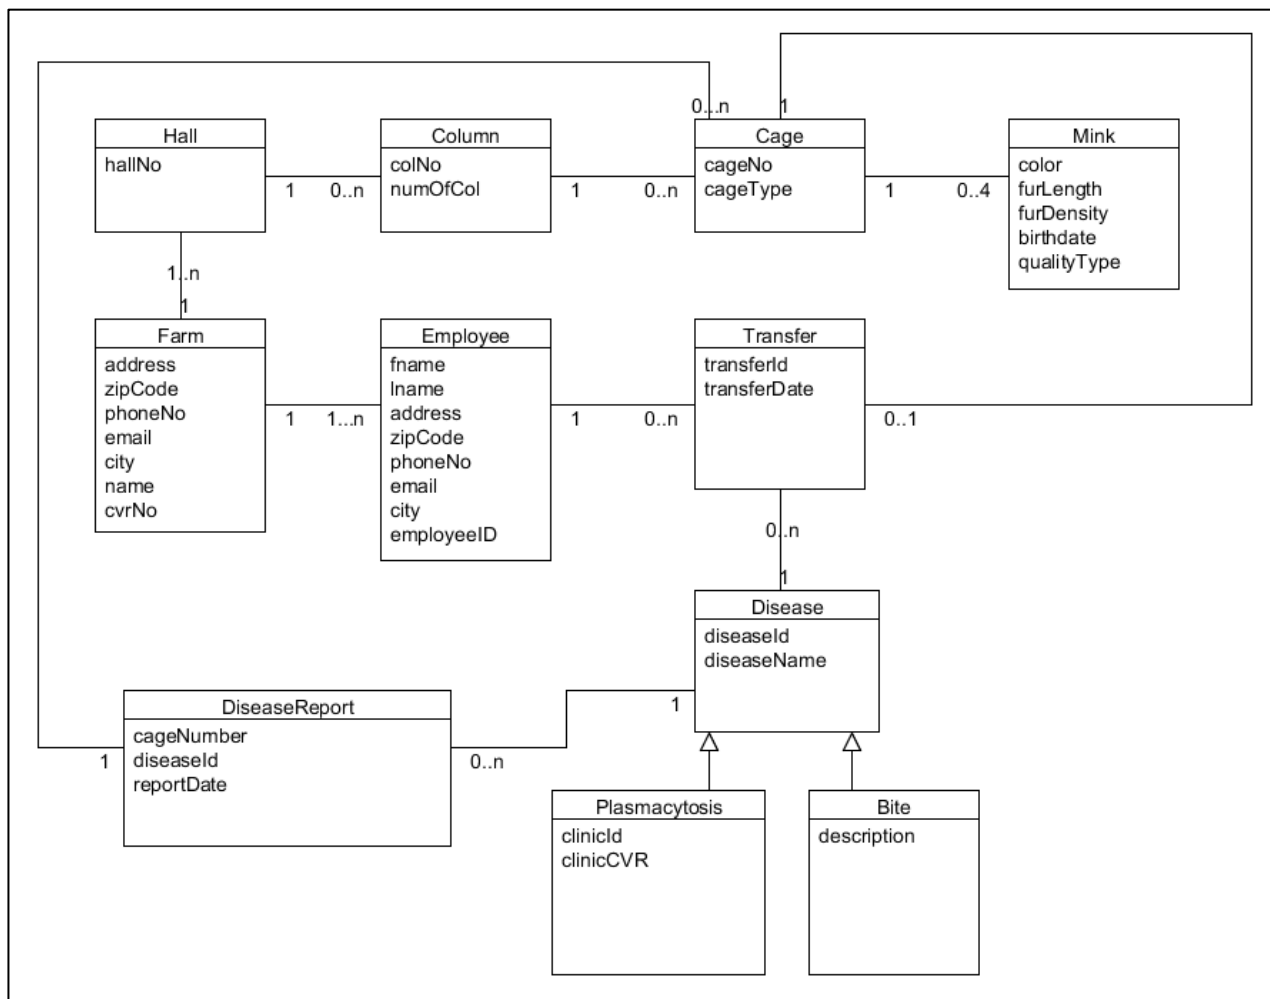 0...n
1
Hall
hallNo
Column
colNo
numOfCol
Cage
cageNo
cageType
Mink
color
furLength
furDensity
birthdate
qualityType
1
0..n
1
0..n
1
0..4
1..n
1
Farm
address
zipCode
phoneNo
email
city
name
cvrNo
Employee
fname
lname
address
zipCode
phoneNo
email
city
employeeID
Transfer
transferId
transferDate
1
1...n
1
0..n
0..1
0..n
1
Disease
diseaseId
diseaseName
DiseaseReport
cageNumber
diseaseId
reportDate
1
0..n
1
Plasmacytosis
clinicId
clinicCVR
Bite
description